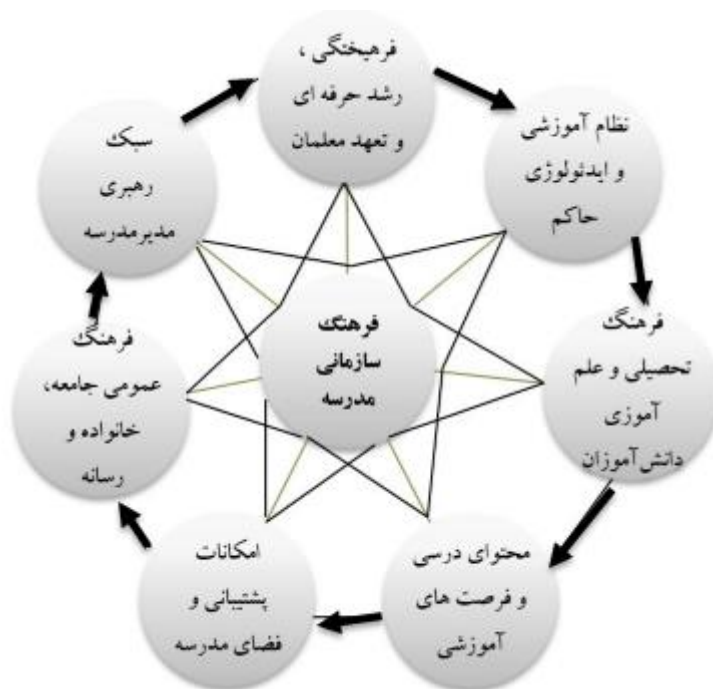 فرهیختگی ،
رشد حرفه ای
و تعهد معلمان
نظام آموزشی
و ایدئولوژی
حاکم
فرهنگ
تحصیلی و علم
آموزی
دانش‌آموزان
محتوای درسی
و فرصت های
آموزشی
امکانات
پشتیبانی و
فضای مدرسه
فرهنگ
عمومی جامعه،
خانواده و
رسانه
سبک
رهبری
مدیرمدرسه
فرهنگ
سازمانی
مدرسه